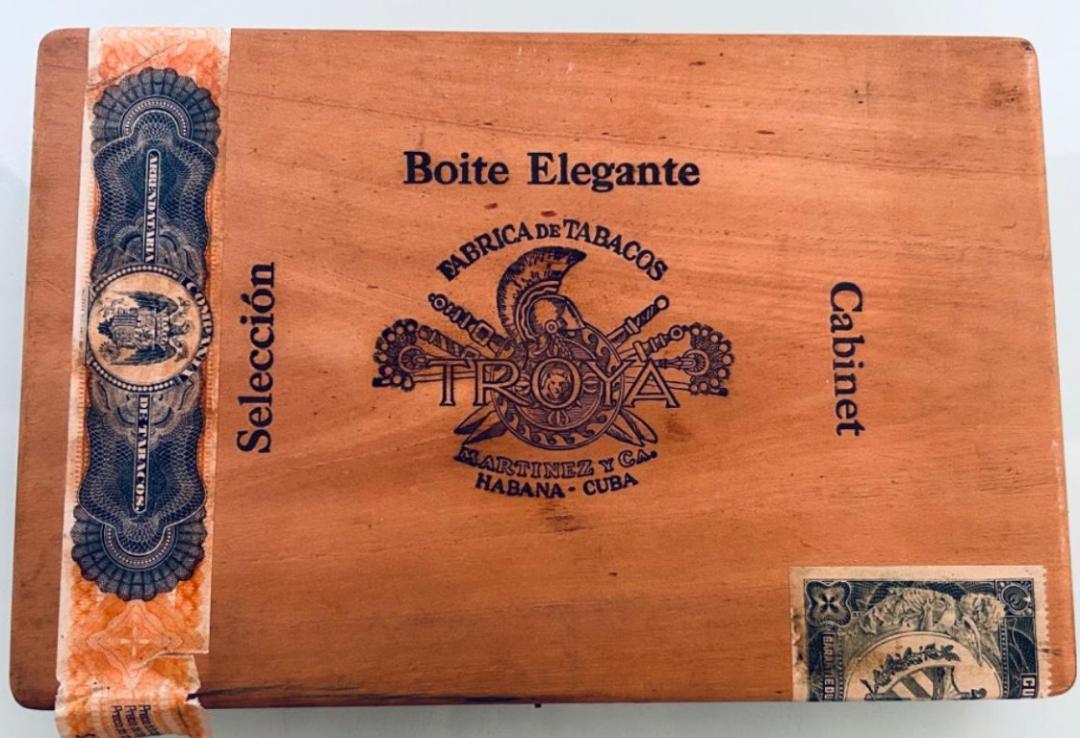 Boite Elegante
Selección
Cabinet
FABRICA DE TABACOS
TROYA
MARTINEZ Y CA.
HABANA - CUBA
COMPAÑIA
ARRENDATARIA
DE TABACOS.